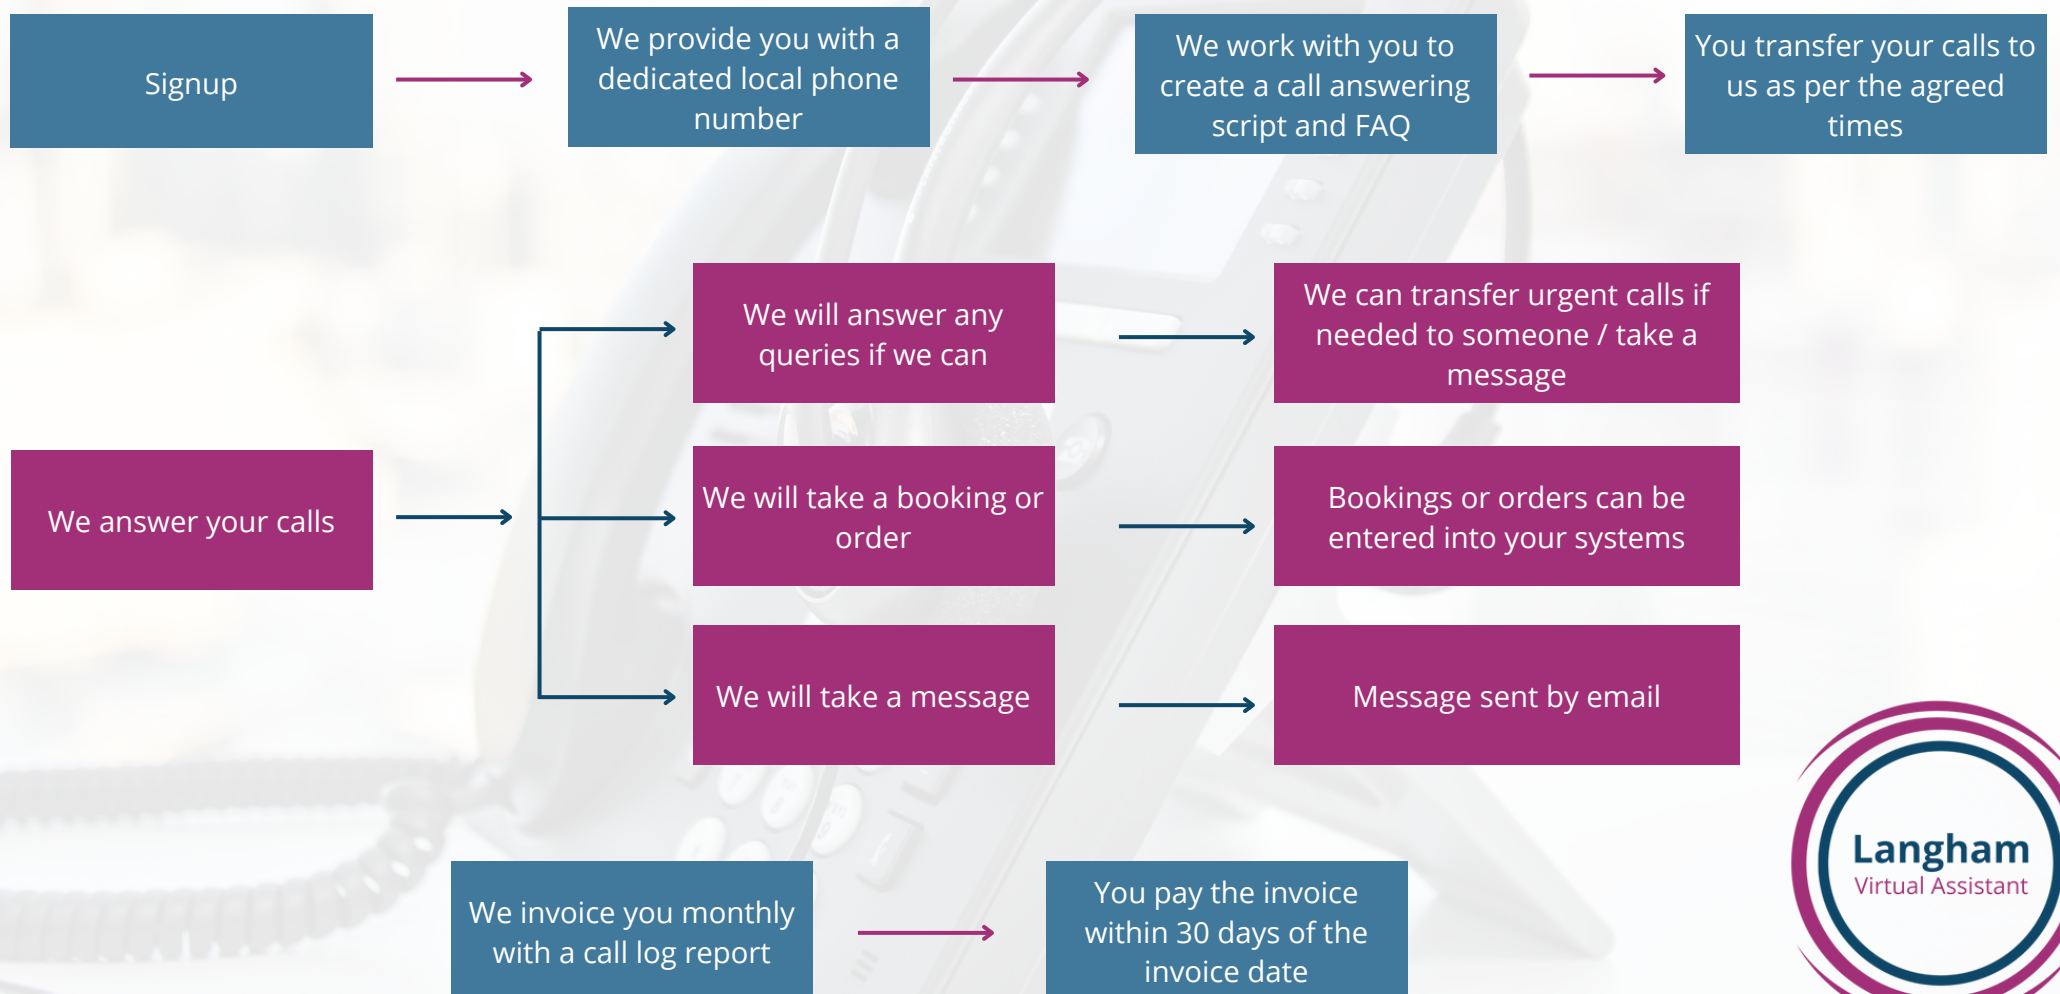 Signup
We provide you with a
dedicated local phone
number
We work with you to
create a call answering
script and FAQ
You transfer your calls to
us as per the agreed
times
We answer your calls
We will answer any
queries if we can
We can transfer urgent calls if
needed to someone / take a
message
We will take a booking or
order
Bookings or orders can be
entered into your systems
We will take a message
Message sent by email
We invoice you monthly
with a call log report
You pay the invoice
within 30 days of the
invoice date
Langham
Virtual Assistant